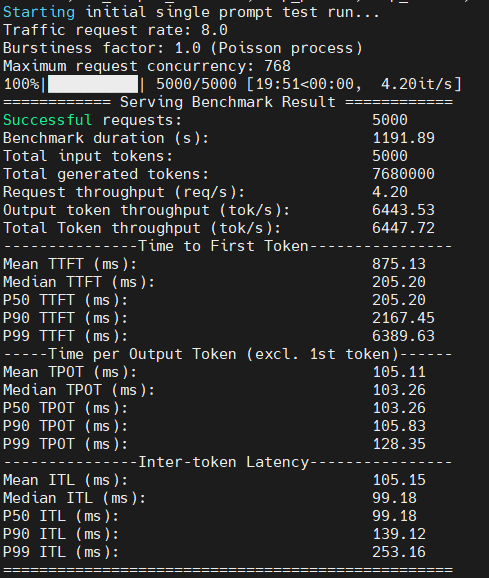 Starting initial single prompt test run...
Traffic request rate: 8.0
Burstiness factor: 1.0 (Poisson process)
Maximum request concurrency: 768
100%|██████████| 5000/5000 [19:51<00:00,  4.20it/s]
============ Serving Benchmark Result ============
Successful requests:                     5000
Benchmark duration (s):                  1191.89
Total input tokens:                      5000
Total generated tokens:                  7680000
Request throughput (req/s):              4.20
Output token throughput (tok/s):         6443.53
Total Token throughput (tok/s):          6447.72
---------------Time to First Token----------------
Mean TTFT (ms):                          875.13
Median TTFT (ms):                        205.20
P50 TTFT (ms):                           205.20
P90 TTFT (ms):                           2167.45
P99 TTFT (ms):                           6389.63
-----Time per Output Token (excl. 1st token)------
Mean TPOT (ms):                          105.11
Median TPOT (ms):                        103.26
P50 TPOT (ms):                           103.26
P90 TPOT (ms):                           105.83
P99 TPOT (ms):                           128.35
---------------Inter-token Latency----------------
Mean ITL (ms):                           105.15
Median ITL (ms):                         99.18
P50 ITL (ms):                            99.18
P90 ITL (ms):                            139.12
P99 ITL (ms):                            253.16
==================================================